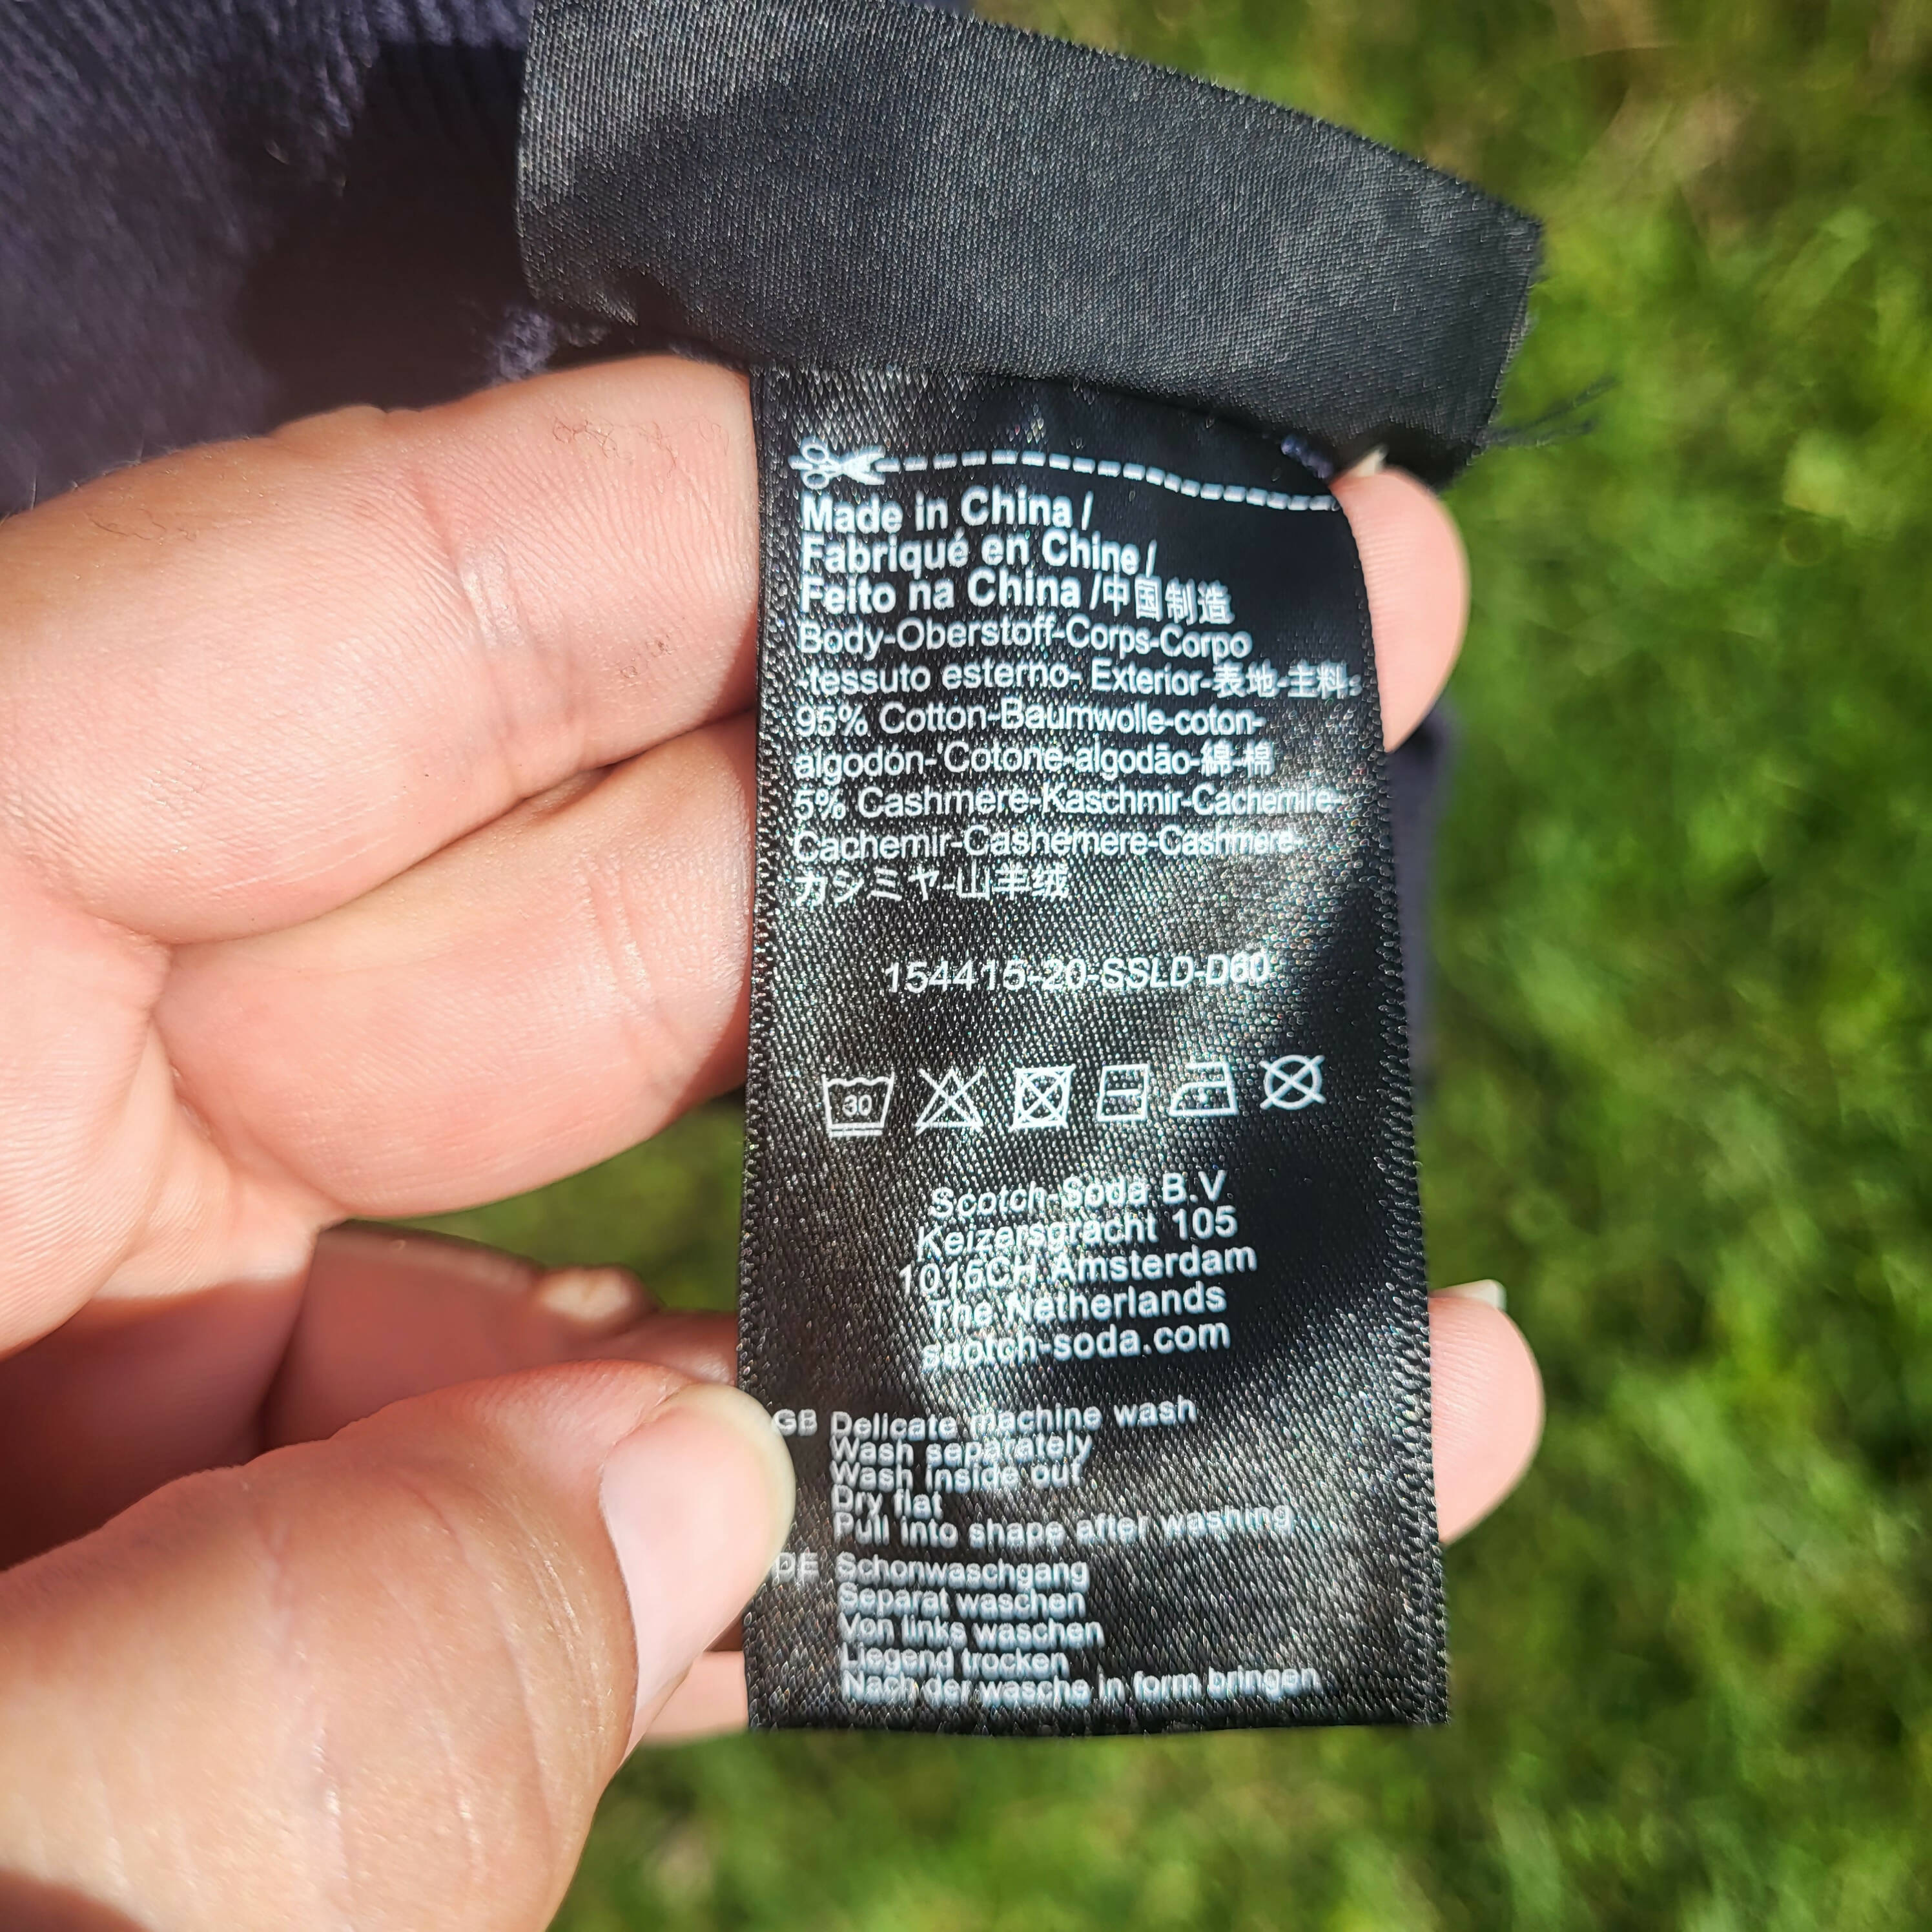 Made in China /
Fabriqué en Chine /
Feito na China /中国制造
Body-Oberstoff-Corps-Corpo
-tessuto esterno- Exterior-表地-主料:
95% Cotton-Baumwolle-coton-
algodón-'Cotone-algodão-綿-棉
5% Cashmere-Kaschmir-Cachemire-
Cachemir-Cashemere-Cashmere-
カシミヤ-山羊绒
154415-20-SSLD-D60
30
Scotch-Soda B.V
Keizersgracht 105
1015CH Amsterdam
The Netherlands
scotch-soda.com
GB Delicate machine wash
Wash separately
Wash inside out
Dry flat
Pull into shape after washing
DE Schonwaschgang
Separat waschen
Von links waschen
Liegend trocken
Nach der wasche in form bringen